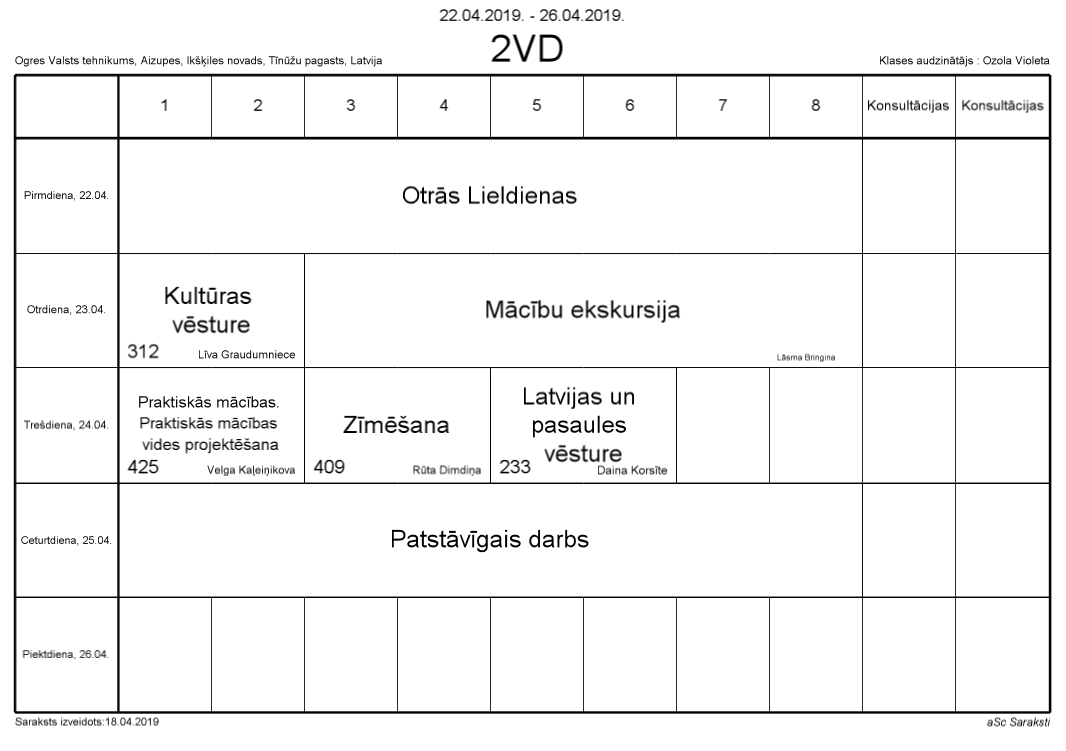 22.04.2019. - 26.04.2019.
2VD
Ogres Valsts tehnikums, Aizupes, Ikšķiles novads, Tīnūžu pagasts, Latvija
Klases audzinātājs : Ozola Violeta
1 2 3 4 5 6 7 8 Konsultācijas Konsultācijas
Pirmdiena, 22.04.
Otrās Lieldienas
Otrdiena, 23.04.
Kultūras
vēsture
312 Līva Graudumniece
Mācību ekskursija
Lāsma Bringina
Trešdiena, 24.04.
Praktiskās mācības.
Praktiskās mācības
vides projektēšana
425 Velga Kaļeiņikova
Zīmēšana
409 Rūta Dimdiņa
Latvijas un
pasaules
vēsture
233 Daina Korsīte
Ceturtdiena, 25.04.
Patstāvīgais darbs
Piektdiena, 26.04.
Saraksts izveidots:18.04.2019
aSc Saraksti